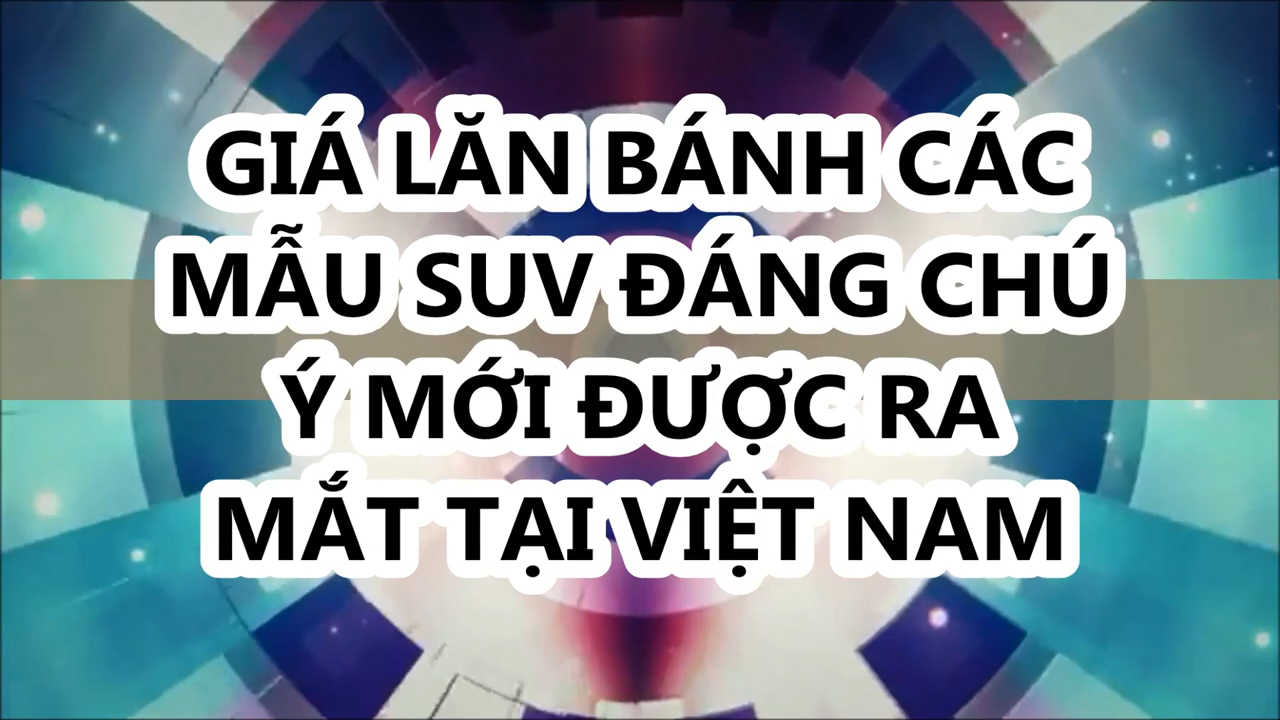 GIÁ LĂN BÁNH CÁC
MẪU SUV ĐÁNG CHÚ
Ý MỚI ĐƯỢC RA
MẮT TẠI VIỆT NAM